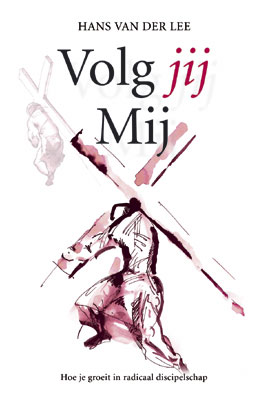 HANS VAN DER LEE
Volg jij
Mij
Hoe je groeit in radicaal discipelschap